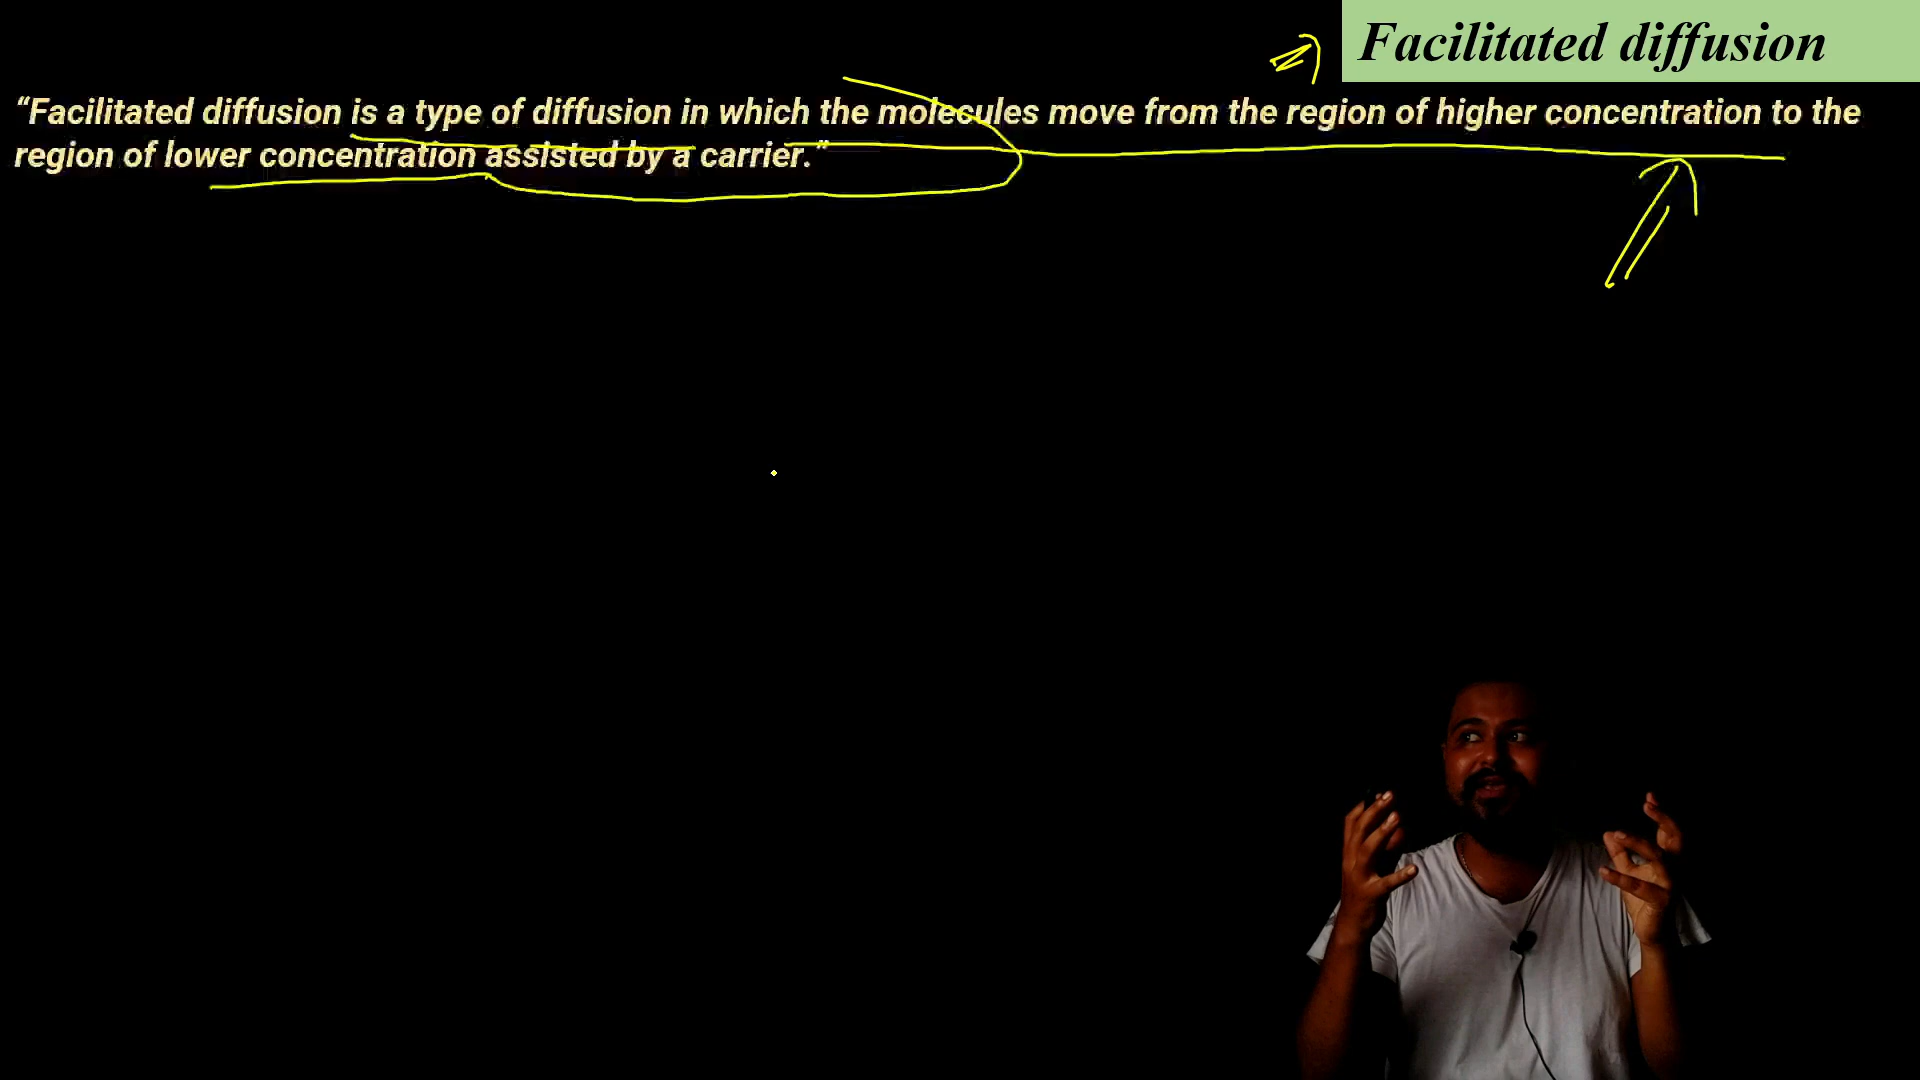 Facilitated diffusion
“Facilitated diffusion is a type of diffusion in which the molecules move from the region of higher concentration to the
region of lower concentration assisted by a carrier.”